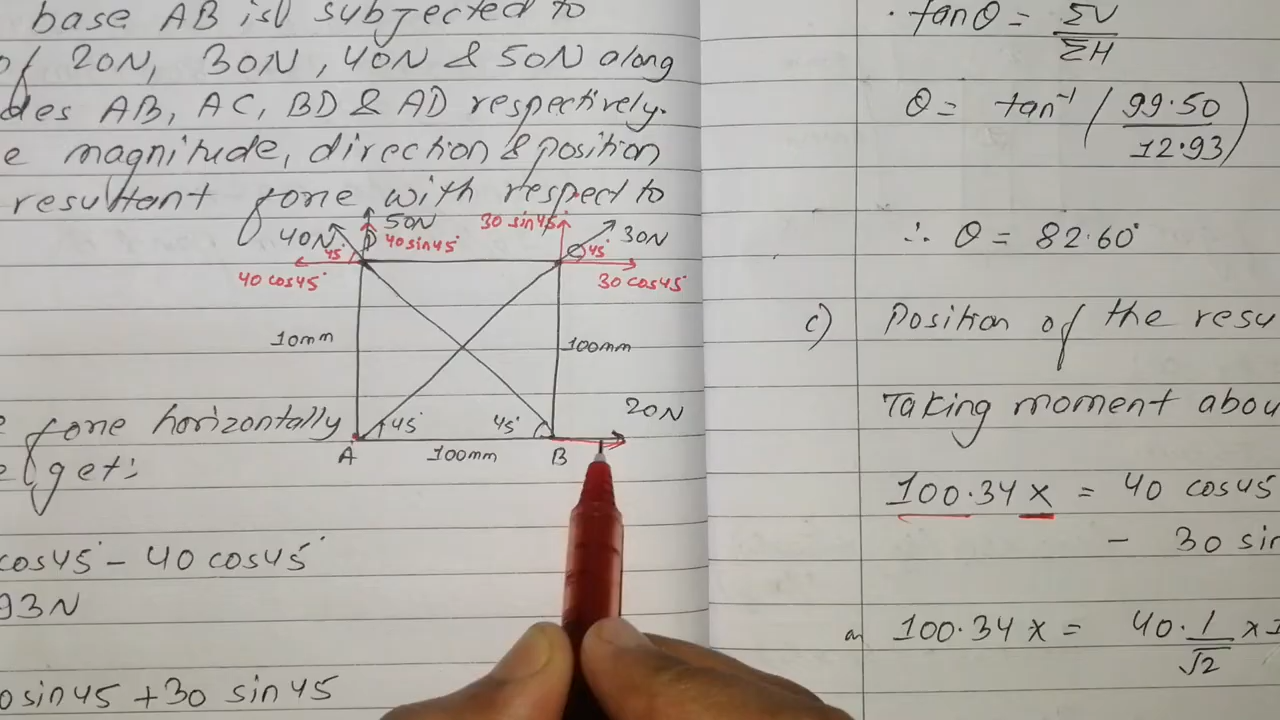 base AB is subjected to
of 20N, 30N, 40N & 50N along
des AB, AC, BD & AD respectively.
e magnitude, direction & position
resultant force with respect to
40N 50N 30 sin45° 30N
45 D 40 sin45° C 45
40 cos45° 30 cos45°
10mm 100mm
20N
e force horizontally 45° 45°
A 100mm B
e get:
cos45° - 40 cos45°
93N
0 sin45 + 30 sin45
· tanθ = ΣV
ΣH
θ = tan⁻¹ ( 99.50
12.93 )
∴ θ = 82.60°
c) Position of the resu
Taking moment abou
100.34 x = 40 cos45
- 30 sin
100.34 x = 40 · 1
√2 x